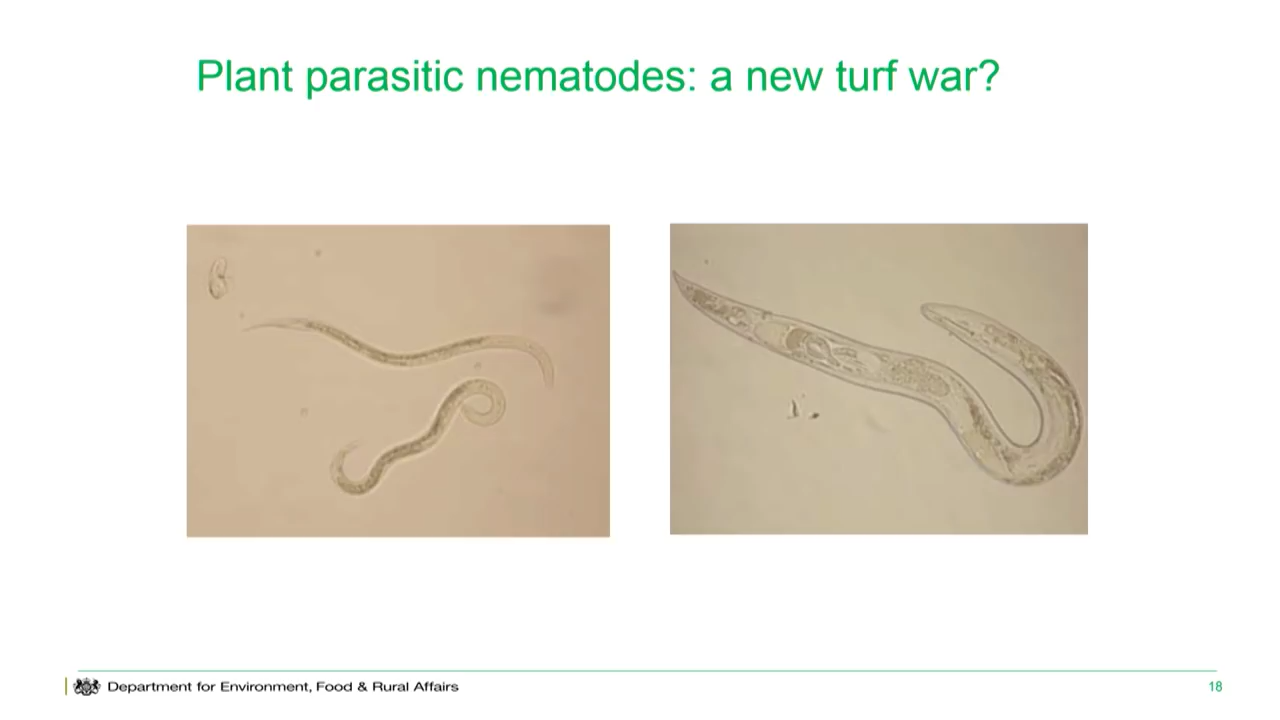 Plant parasitic nematodes: a new turf war?
Department for Environment, Food & Rural Affairs
18